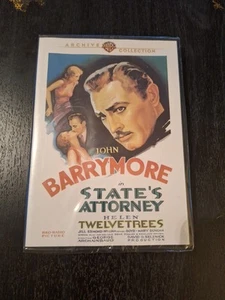 ARCHIVE
COLLECTION
JOHN
BARRYMORE
in
STATE'S
ATTORNEY
HELEN
TWELVETREES